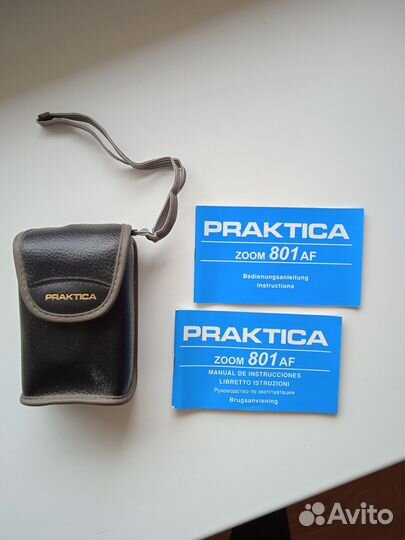 PRAKTICA
PRAKTICA
ZOOM 801 AF
Bedienungsanleitung
Instructions
PRAKTICA
ZOOM 801 AF
MANUAL DE INSTRUCCIONES
LIBRETTO ISTRUZIONI
Руководство по эксплуатации
Brugsanvisning
Avito